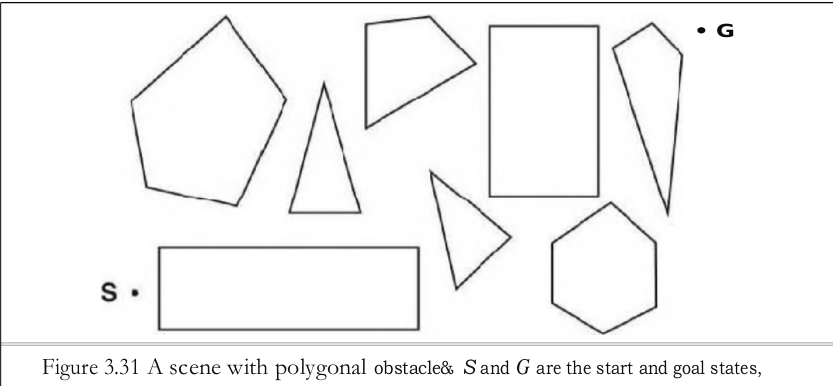 G
S
Figure 3.31 A scene with polygonal obstacle& S and G are the start and goal states,